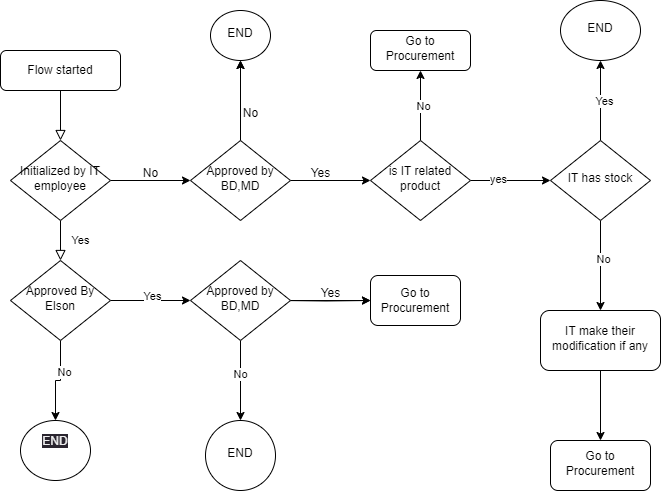 END
END
Go to
Procurement
Flow started
No
No
Yes
Initialized by IT
employee
No
Approved by
BD,MD
Yes
is IT related
product
yes
IT has stock
Yes
No
Approved By
Elson
Yes
Approved by
BD,MD
Yes
Go to
Procurement
IT make their
modification if any
No
No
END
END
Go to
Procurement